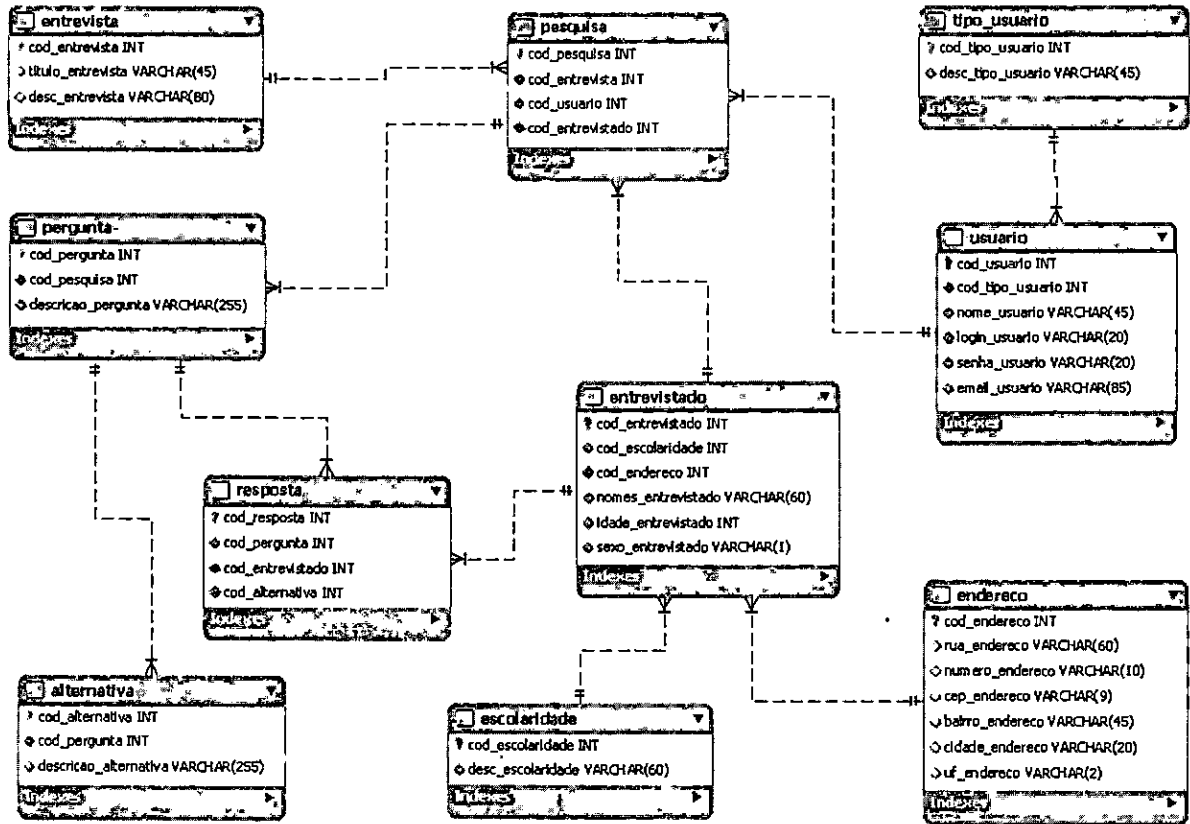 entrevista
cod_entrevista INT
titulo_entrevista VARCHAR(45)
desc_entrevista VARCHAR(80)
Indexes
pesquisa
cod_pesquisa INT
cod_entrevista INT
cod_usuario INT
cod_entrevistado INT
Indexes
tipo_usuario
cod_tipo_usuario INT
desc_tipo_usuario VARCHAR(45)
Indexes
pergunta
cod_pergunta INT
cod_pesquisa INT
descricao_pergunta VARCHAR(255)
Indexes
usuario
cod_usuario INT
cod_tipo_usuario INT
nome_usuario VARCHAR(45)
login_usuario VARCHAR(20)
senha_usuario VARCHAR(20)
email_usuario VARCHAR(85)
Indexes
entrevistado
cod_entrevistado INT
cod_escolaridade INT
cod_endereco INT
nomes_entrevistado VARCHAR(60)
idade_entrevistado INT
sexo_entrevistado VARCHAR(1)
Indexes
resposta
cod_resposta INT
cod_pergunta INT
cod_entrevistado INT
cod_alternativa INT
Indexes
endereco
cod_endereco INT
rua_endereco VARCHAR(60)
numero_endereco VARCHAR(10)
cep_endereco VARCHAR(9)
bairro_endereco VARCHAR(45)
cidade_endereco VARCHAR(20)
uf_endereco VARCHAR(2)
Indexes
alternativa
cod_alternativa INT
cod_pergunta INT
descricao_alternativa VARCHAR(255)
Indexes
escolaridade
cod_escolaridade INT
desc_escolaridade VARCHAR(60)
Indexes